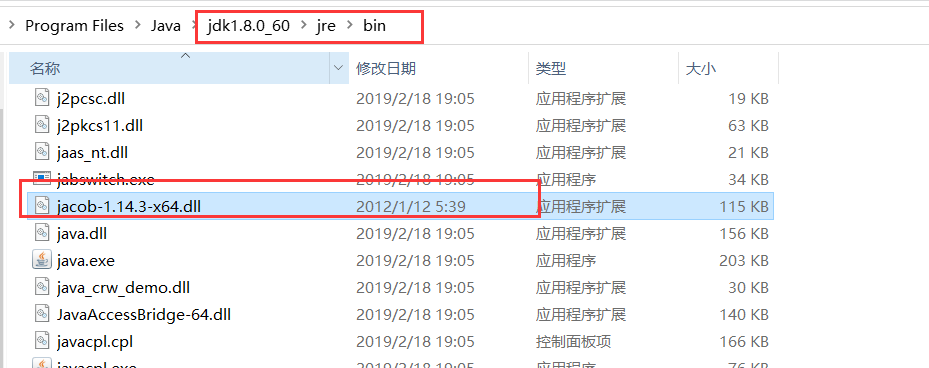 Program Files > Java > jdk1.8.0_60 > jre > bin
名称 修改日期 类型 大小
j2pcsc.dll 2019/2/18 19:05 应用程序扩展 19 KB
j2pkcs11.dll 2019/2/18 19:05 应用程序扩展 63 KB
jaas_nt.dll 2019/2/18 19:05 应用程序扩展 21 KB
jabswitch.exe 2019/2/18 19:05 应用程序 34 KB
jacob-1.14.3-x64.dll 2012/1/12 5:39 应用程序扩展 115 KB
java.dll 2019/2/18 19:05 应用程序扩展 156 KB
java.exe 2019/2/18 19:05 应用程序 203 KB
java_crw_demo.dll 2019/2/18 19:05 应用程序扩展 30 KB
JavaAccessBridge-64.dll 2019/2/18 19:05 应用程序扩展 140 KB
javacpl.cpl 2019/2/18 19:05 控制面板项 166 KB
javacpl.exe 2019/2/18 19:05 应用程序 76 KB